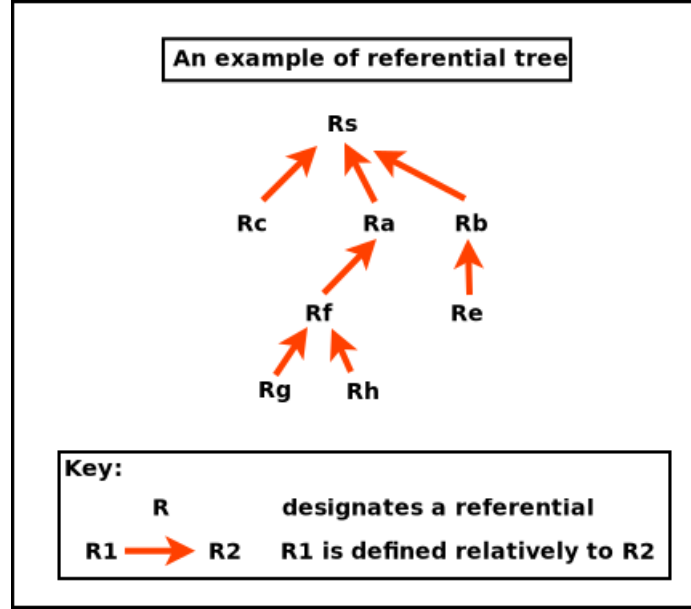 An example of referential tree
Rs
Rc Ra Rb
Rf Re
Rg Rh
Key:
R designates a referential
R1 R2 R1 is defined relatively to R2